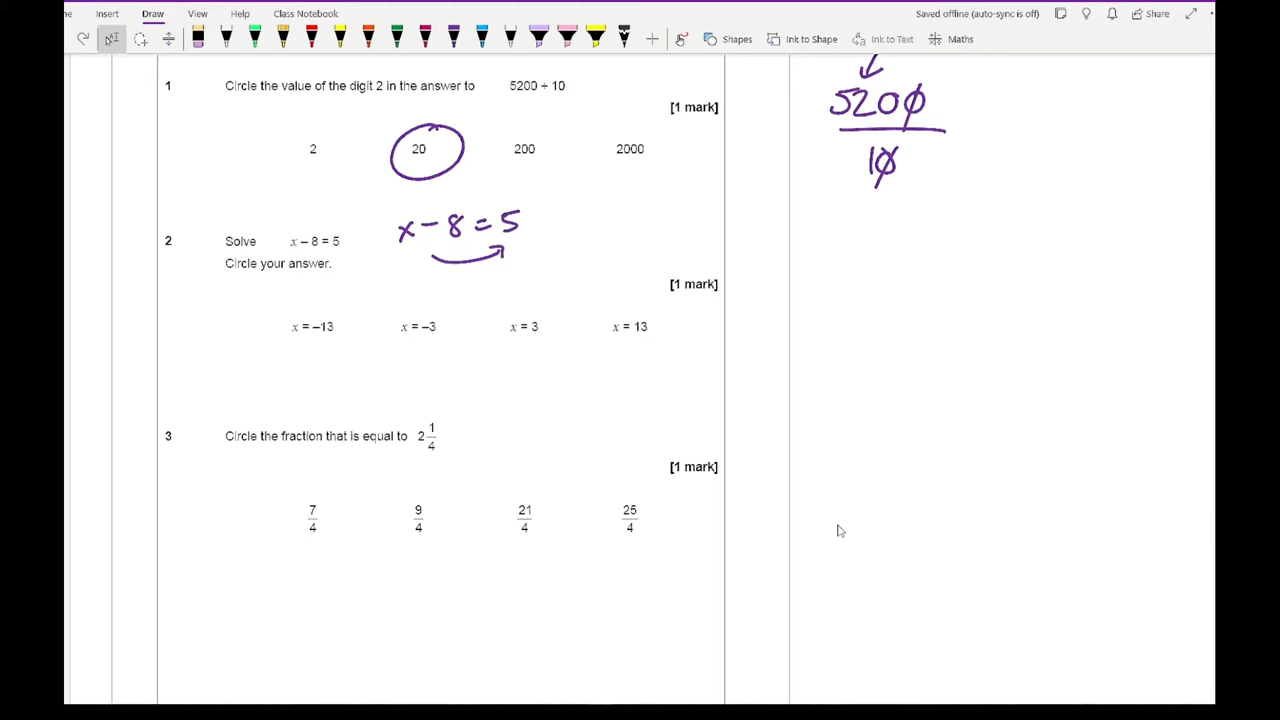 Insert Draw View Help Class Notebook Saved offline (auto-sync is off) Share
Shapes Ink to Shape Ink to Text Maths
1 Circle the value of the digit 2 in the answer to 5200 ÷ 10
[1 mark]
2 20 200 2000
5200
10
x - 8 = 5
2 Solve x – 8 = 5
Circle your answer.
[1 mark]
x = –13 x = –3 x = 3 x = 13
3 Circle the fraction that is equal to 2 1/4
[1 mark]
7/4 9/4 21/4 25/4